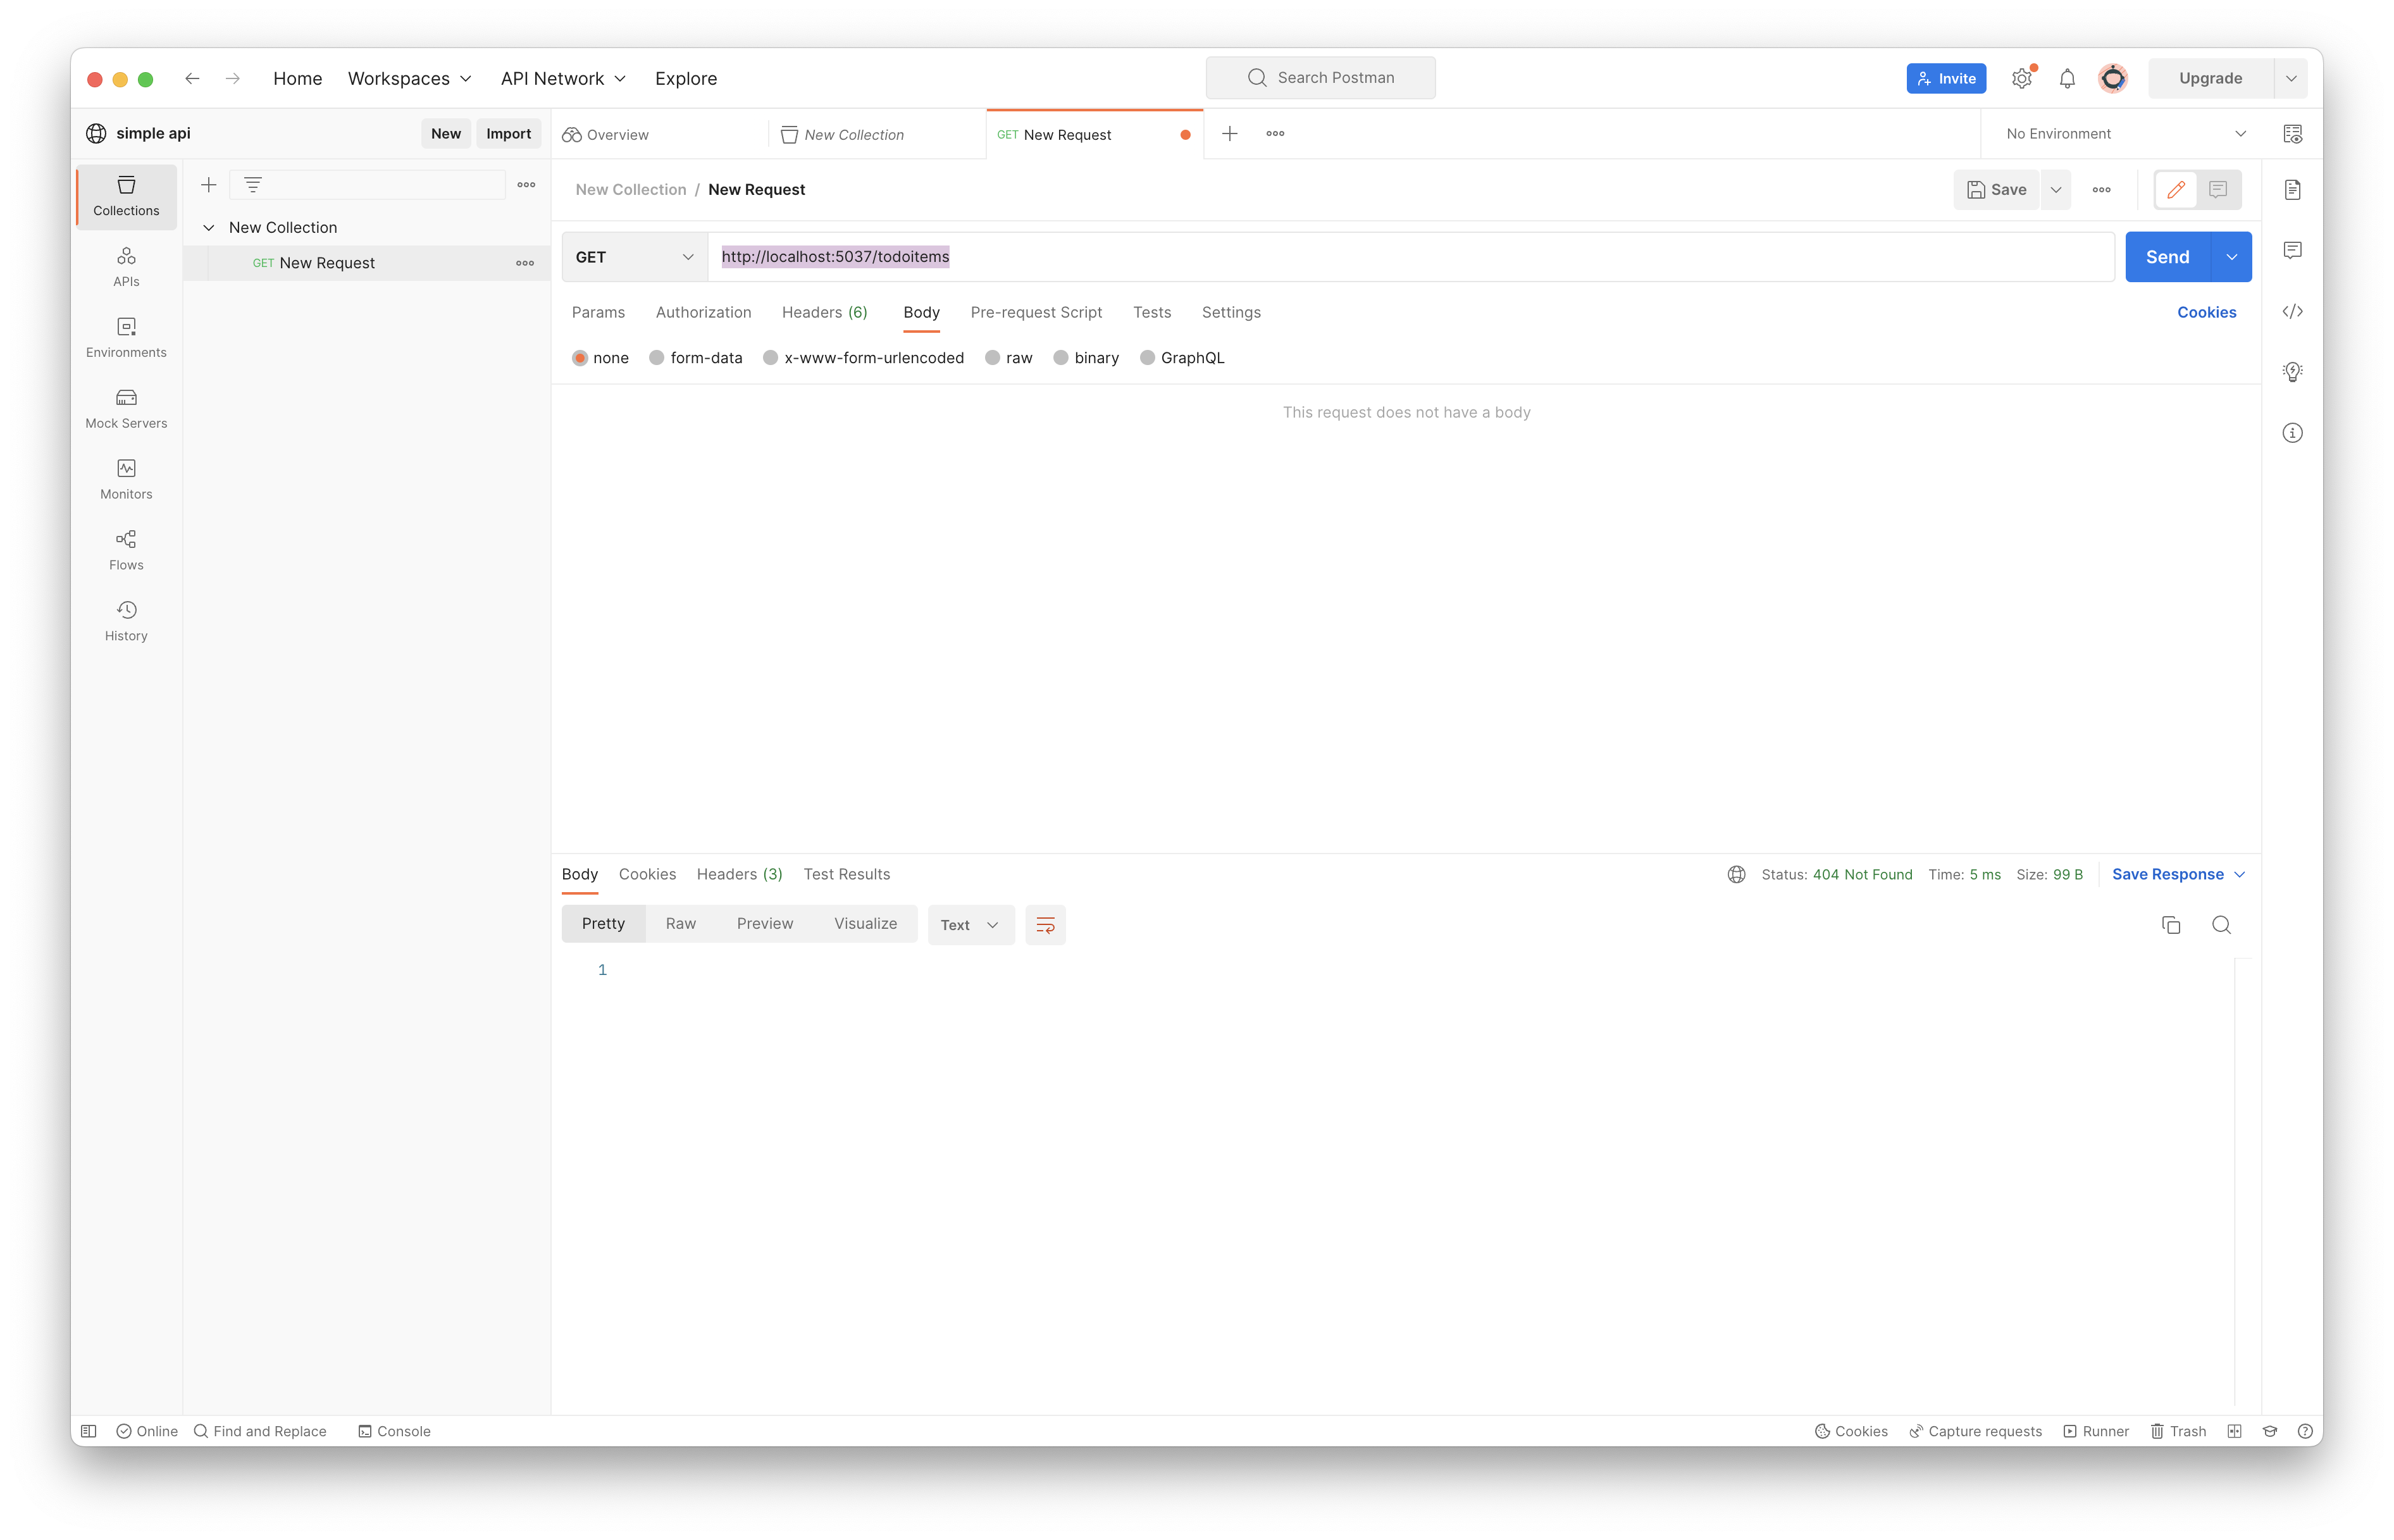 Home Workspaces API Network Explore Search Postman Invite Upgrade
simple api New Import Overview New Collection GET New Request No Environment
Collections
APIs
Environments
Mock Servers
Monitors
Flows
History
New Collection
GET New Request
New Collection / New Request Save
GET http://localhost:5037/todoitems Send
Params Authorization Headers (6) Body Pre-request Script Tests Settings Cookies
none form-data x-www-form-urlencoded raw binary GraphQL
This request does not have a body
Body Cookies Headers (3) Test Results Status: 404 Not Found Time: 5 ms Size: 99 B Save Response
Pretty Raw Preview Visualize Text
1
Online Find and Replace Console Cookies Capture requests Runner Trash